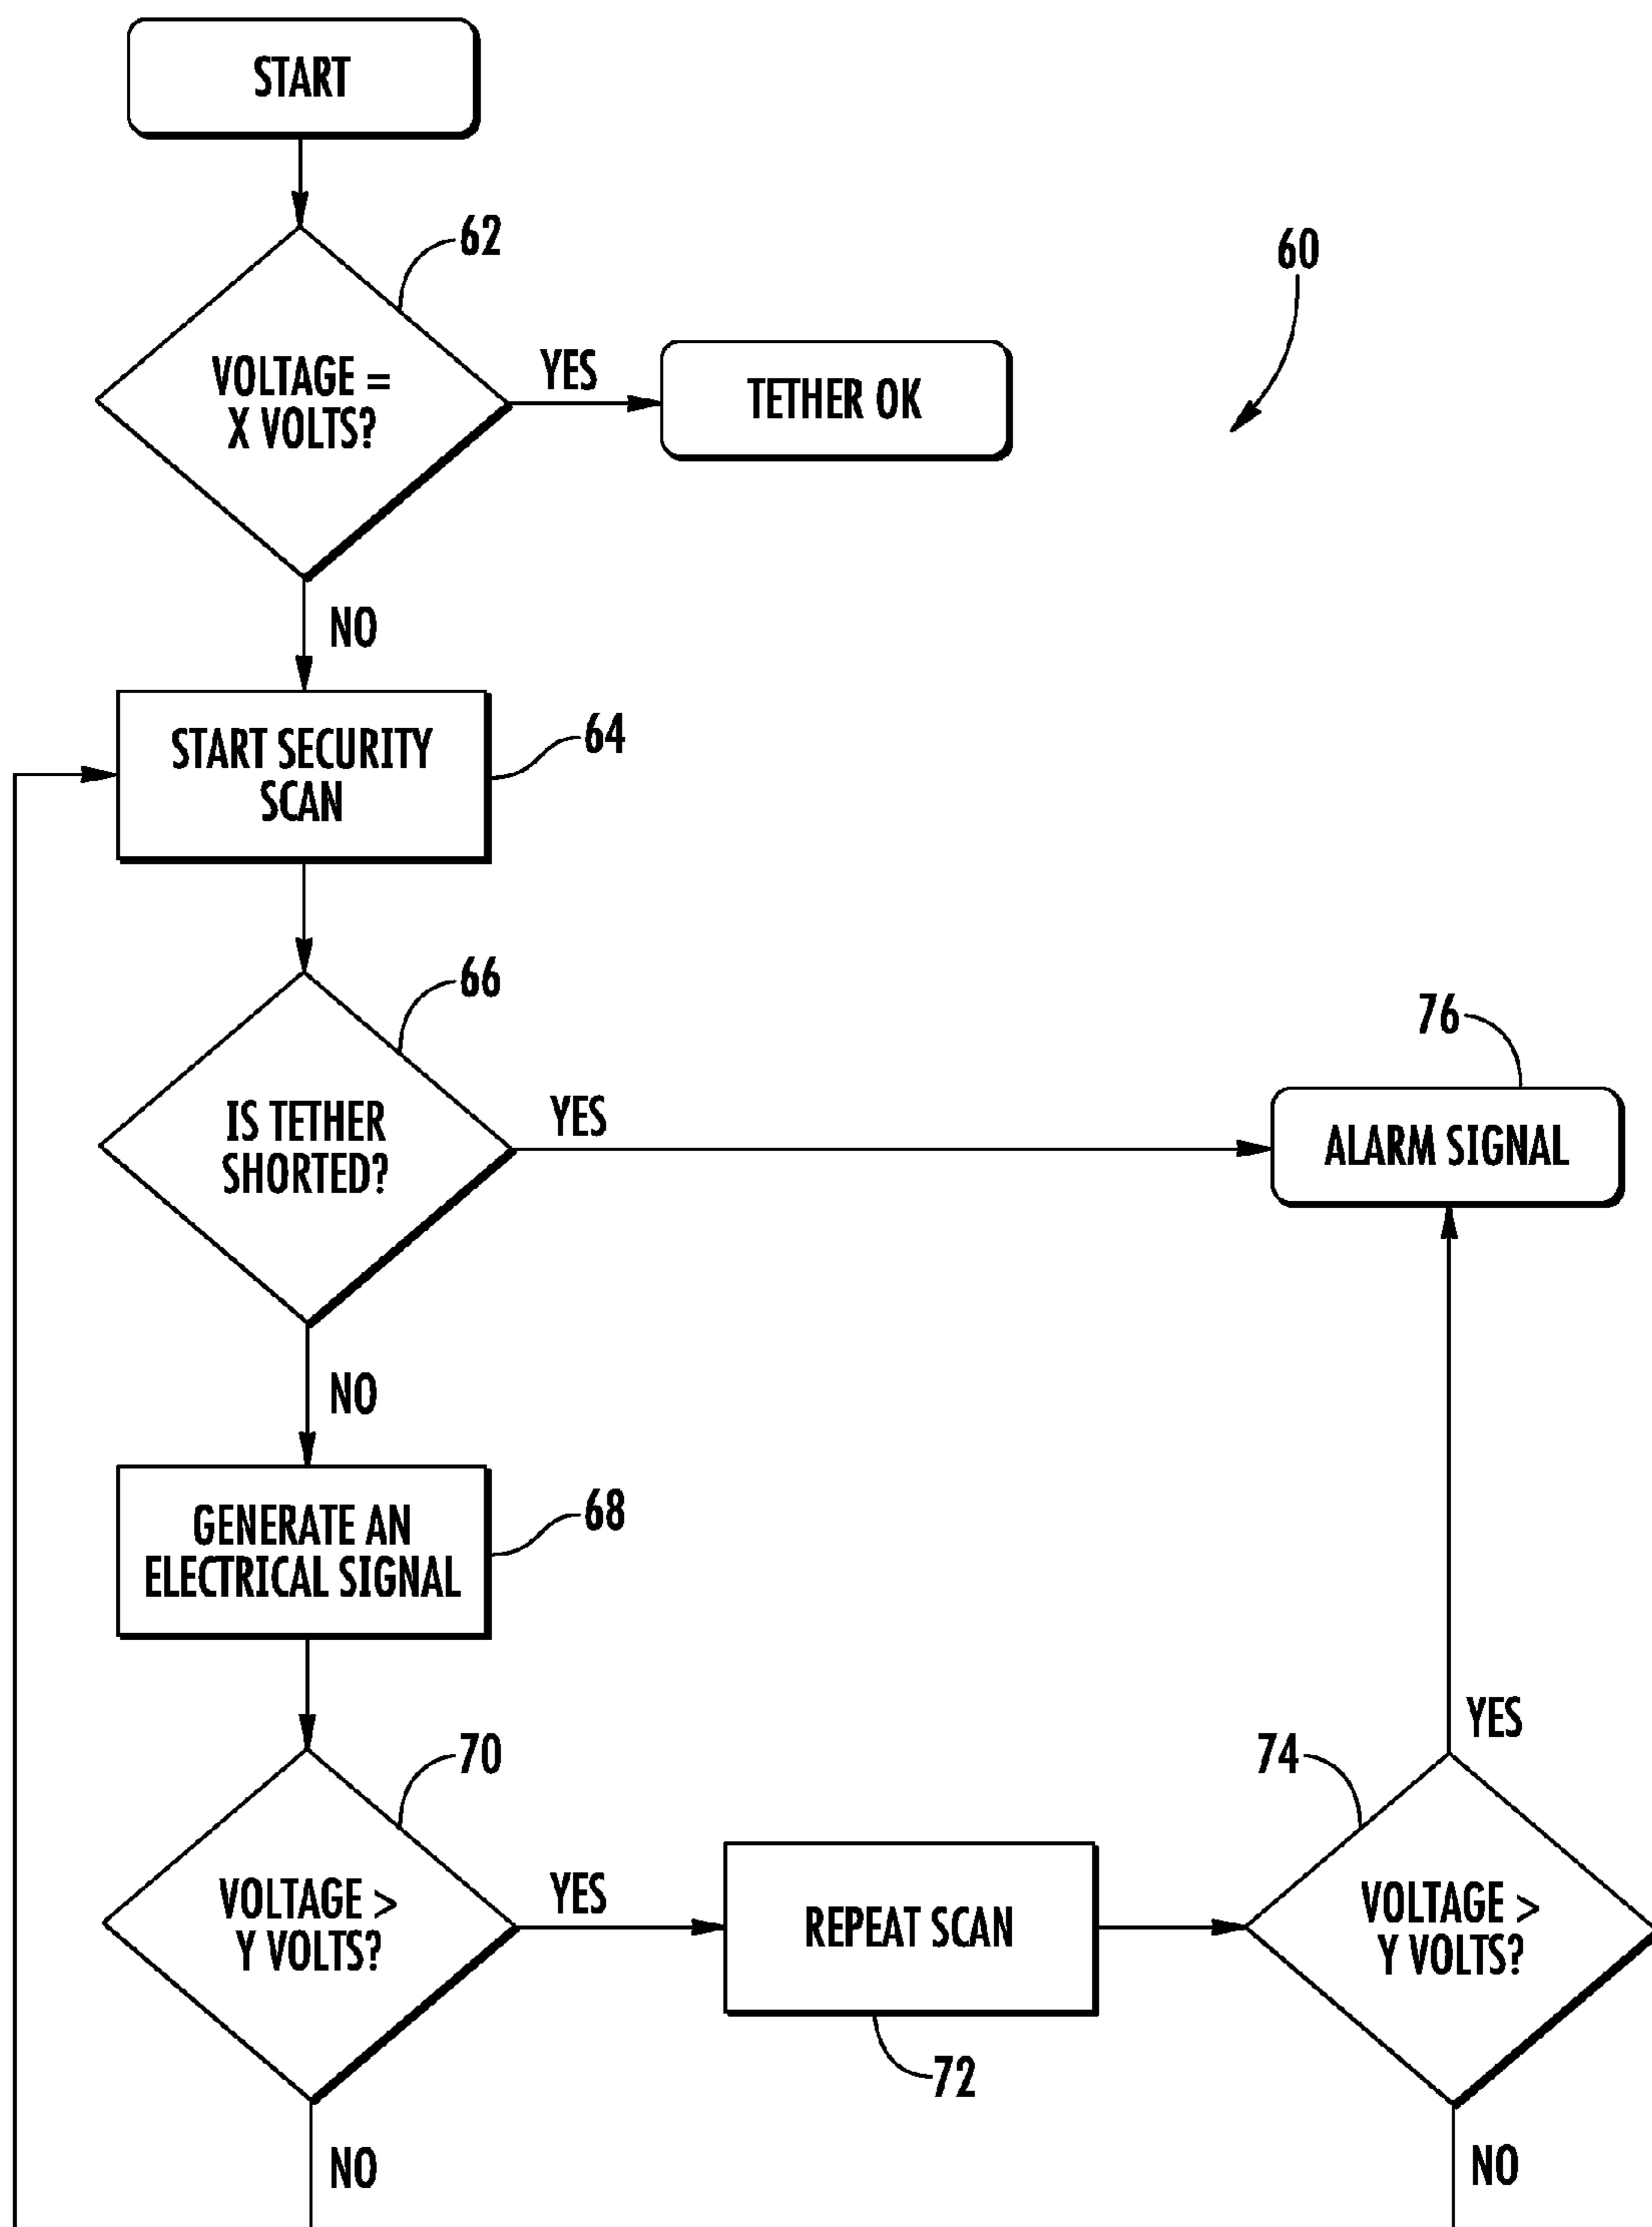 START
62
60
VOLTAGE =
X VOLTS?
YES
TETHER OK
NO
START SECURITY
SCAN
64
66
76
IS TETHER
SHORTED?
YES
ALARM SIGNAL
NO
GENERATE AN
ELECTRICAL SIGNAL
68
70
74
YES
VOLTAGE >
Y VOLTS?
YES
REPEAT SCAN
VOLTAGE >
Y VOLTS?
72
NO
NO